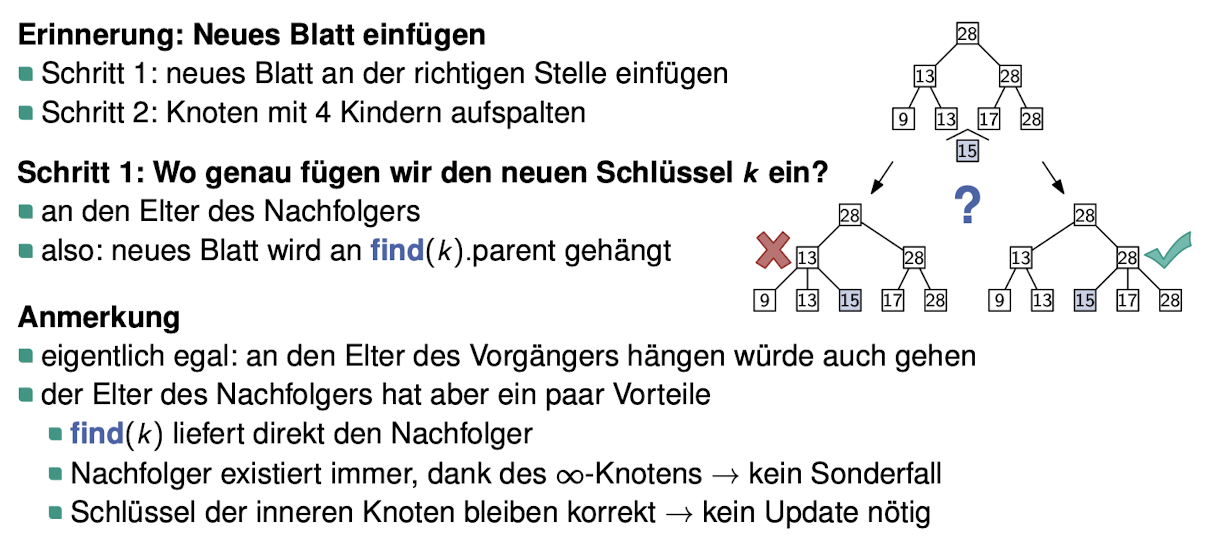 Erinnerung: Neues Blatt einfügen
Schritt 1: neues Blatt an der richtigen Stelle einfügen
Schritt 2: Knoten mit 4 Kindern aufspalten
Schritt 1: Wo genau fügen wir den neuen Schlüssel k ein?
an den Elter des Nachfolgers
also: neues Blatt wird an find(k).parent gehängt
Anmerkung
eigentlich egal: an den Elter des Vorgängers hängen würde auch gehen
der Elter des Nachfolgers hat aber ein paar Vorteile
find(k) liefert direkt den Nachfolger
Nachfolger existiert immer, dank des ∞-Knotens → kein Sonderfall
Schlüssel der inneren Knoten bleiben korrekt → kein Update nötig
28
13 28
9 13 17 28
15
?
28
13 28
9 13 15 17 28
28
13 28
9 13 15 17 28